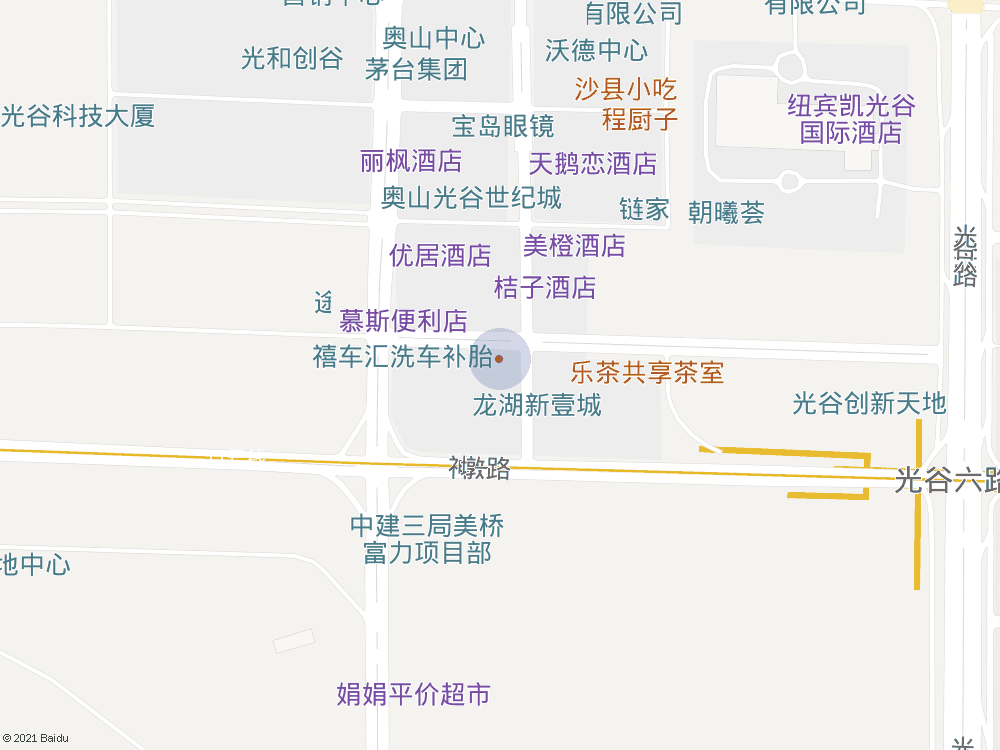 有限公司
有限公司
奥山中心
沃德中心
光和创谷
茅台集团
沙县小吃
程厨子
纽宾凯光谷
国际酒店
光谷科技大厦
宝岛眼镜
丽枫酒店
天鹅恋酒店
奥山光谷世纪城
链家
朝曦荟
优居酒店
美橙酒店
桔子酒店
慕斯便利店
禧车汇洗车补胎
乐茶共享茶室
龙湖新壹城
光谷创新天地
神墩路
光谷六路
中建三局美桥
富力项目部
地中心
娟娟平价超市
© 2021 Baidu